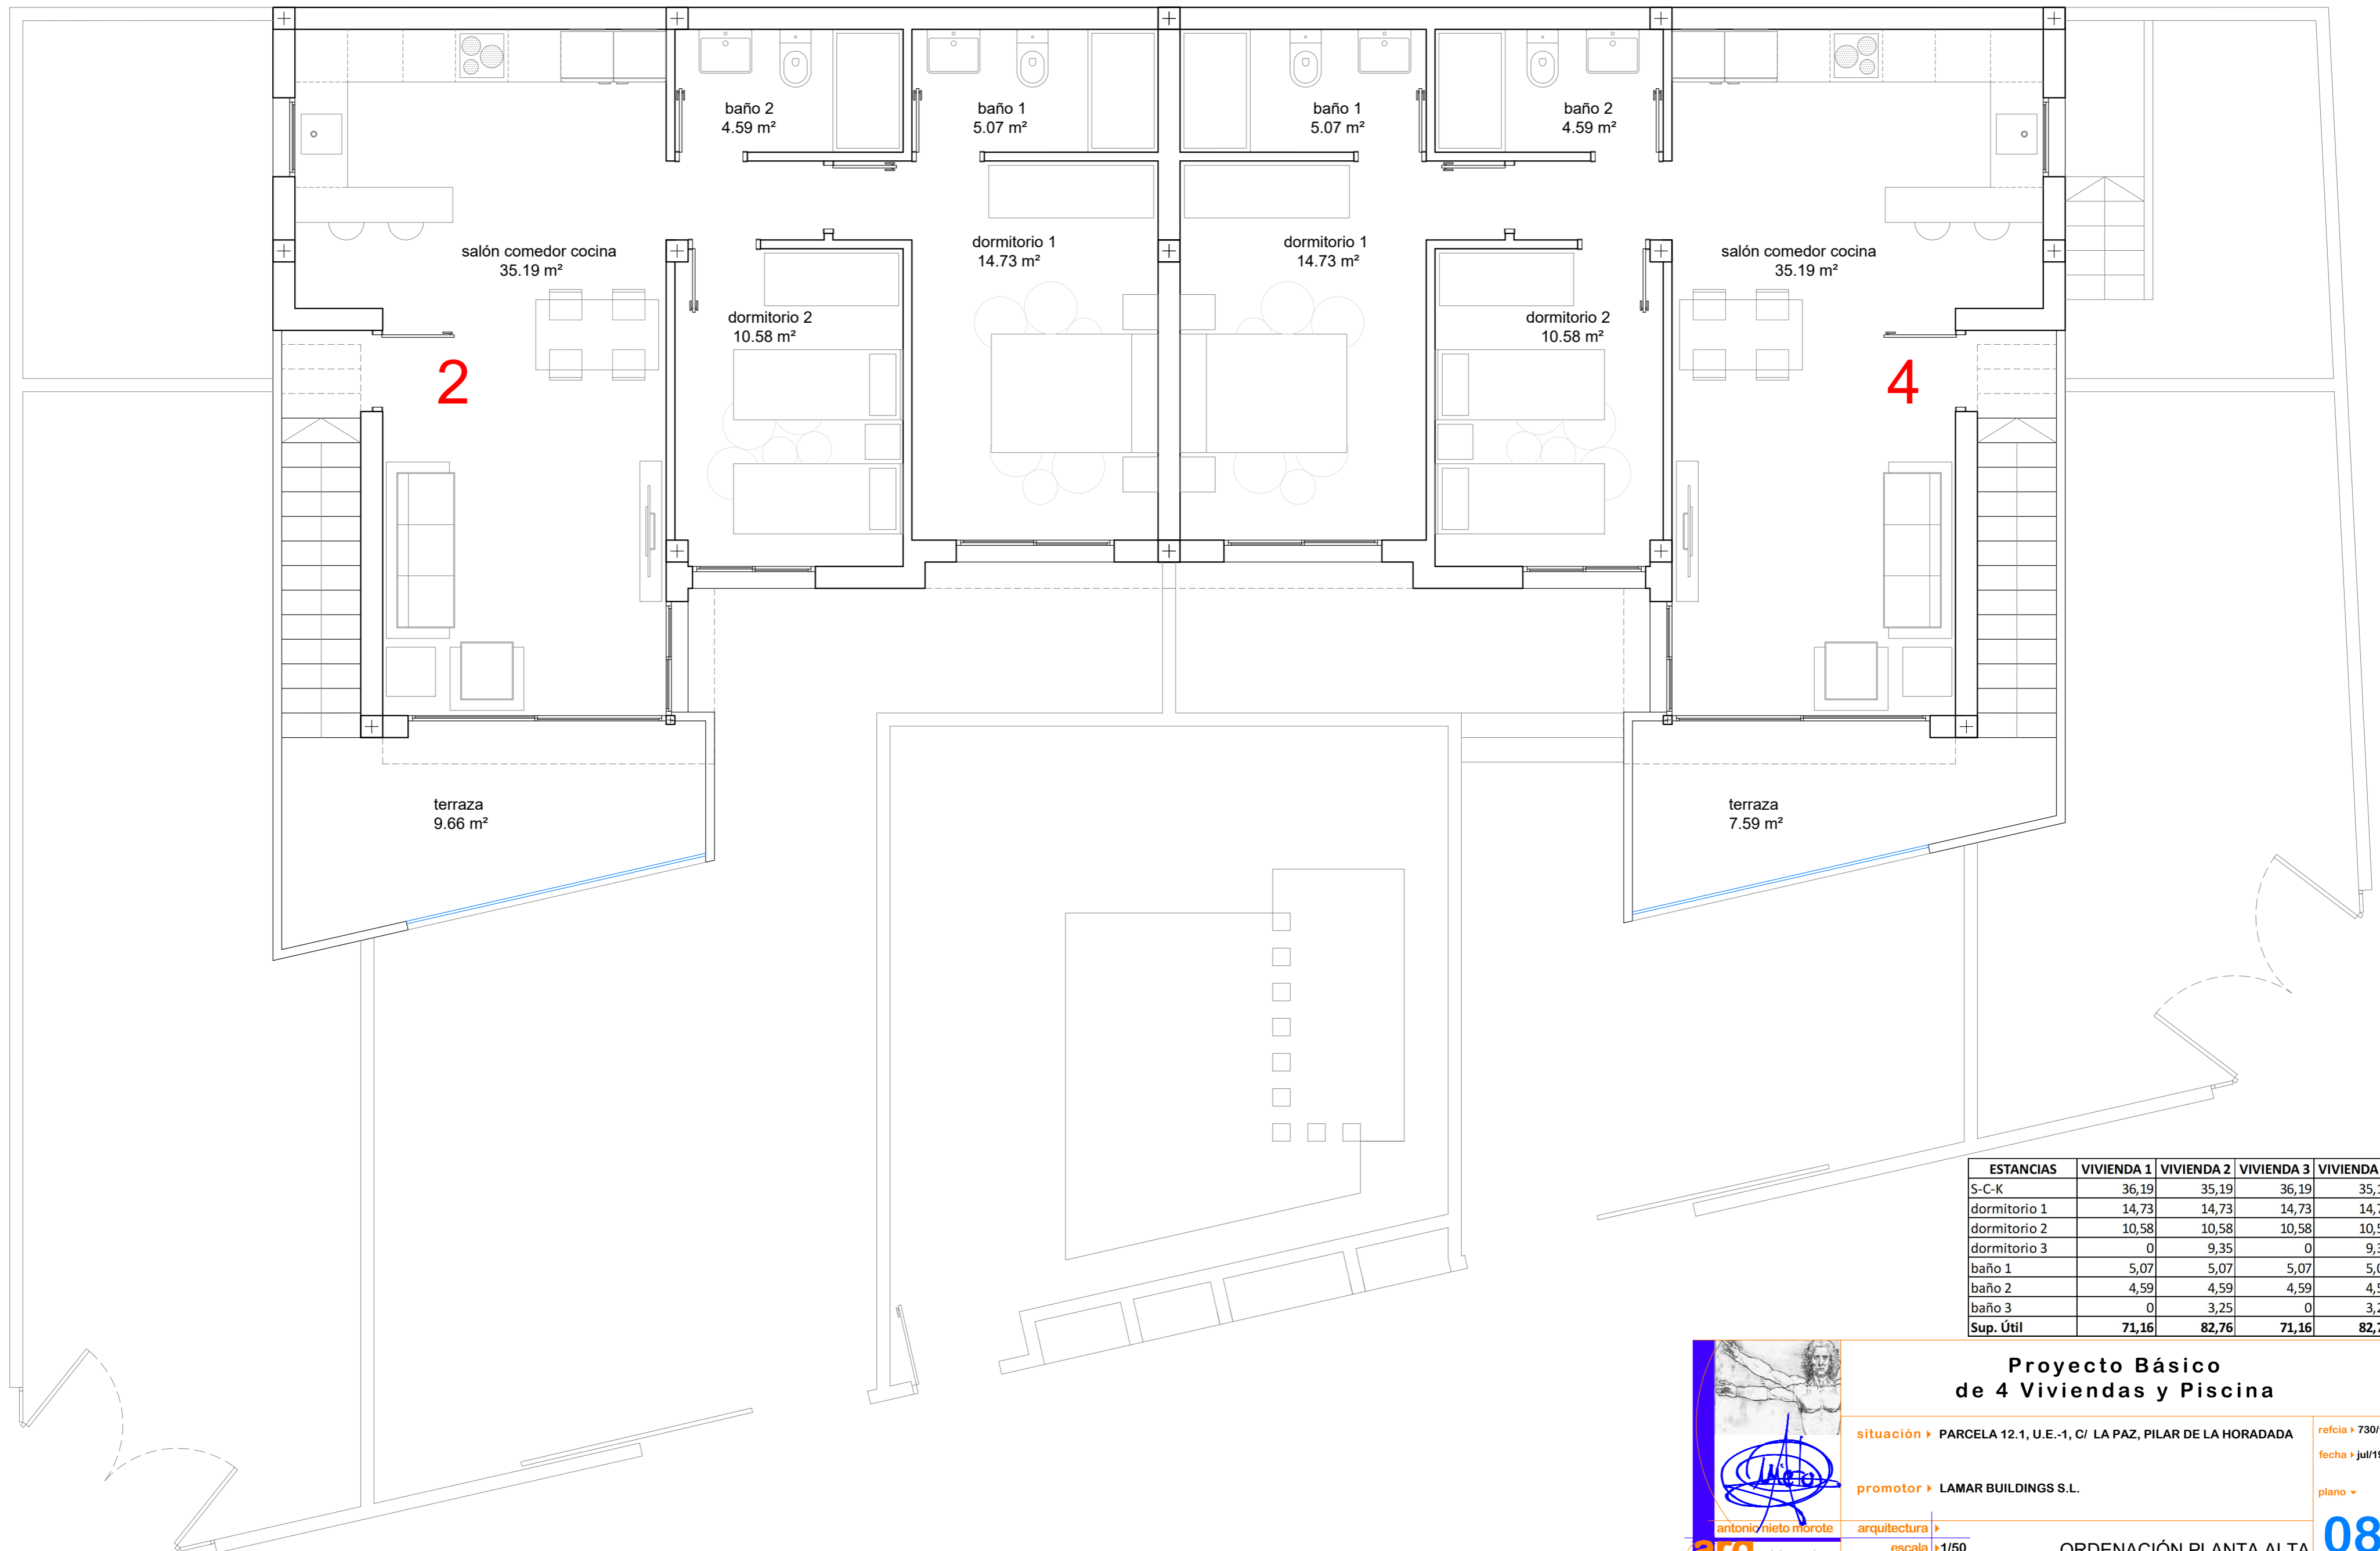 baño 2
4.59 m²
baño 1
5.07 m²
baño 1
5.07 m²
baño 2
4.59 m²
salón comedor cocina
35.19 m²
dormitorio 1
14.73 m²
dormitorio 1
14.73 m²
salón comedor cocina
35.19 m²
dormitorio 2
10.58 m²
dormitorio 2
10.58 m²
2
4
terraza
9.66 m²
terraza
7.59 m²
ESTANCIAS VIVIENDA 1 VIVIENDA 2 VIVIENDA 3 VIVIENDA
S-C-K 36,19 35,19 36,19
dormitorio 1 14,73 14,73 14,73
dormitorio 2 10,58 10,58 10,58
dormitorio 3 0 9,35 0
baño 1 5,07 5,07 5,07
baño 2 4,59 4,59 4,59
baño 3 0 3,25 0
Sup. Útil 71,16 82,76 71,16
Proyecto Básico
de 4 Viviendas y Piscina
situación PARCELA 12.1, U.E.-1, C/ LA PAZ, PILAR DE LA HORADADA
refcia 730/
fecha jul/19
promotor LAMAR BUILDINGS S.L.
plano
antonio nieto morote
arquitectura
08
escala 1/50
ORDENACIÓN PLANTA ALTA